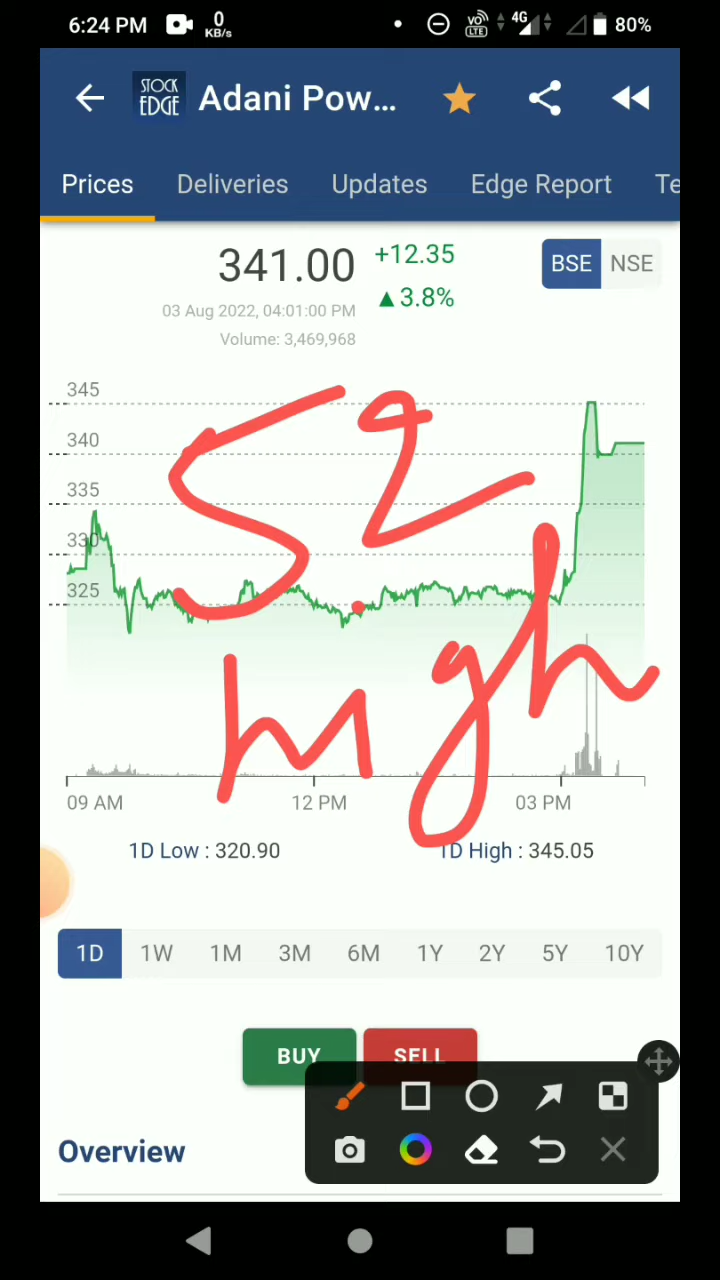 6:24 PM 0 KB/s VO LTE 4G 80%
STOCK EDGE Adani Pow...
Prices Deliveries Updates Edge Report Te
341.00 +12.35 BSE NSE
▲3.8%
03 Aug 2022, 04:01:00 PM
Volume: 3,469,968
345
340
335
330
325
52
high
09 AM 12 PM 03 PM
1D Low : 320.90 1D High : 345.05
1D 1W 1M 3M 6M 1Y 2Y 5Y 10Y
BUY SELL
Overview